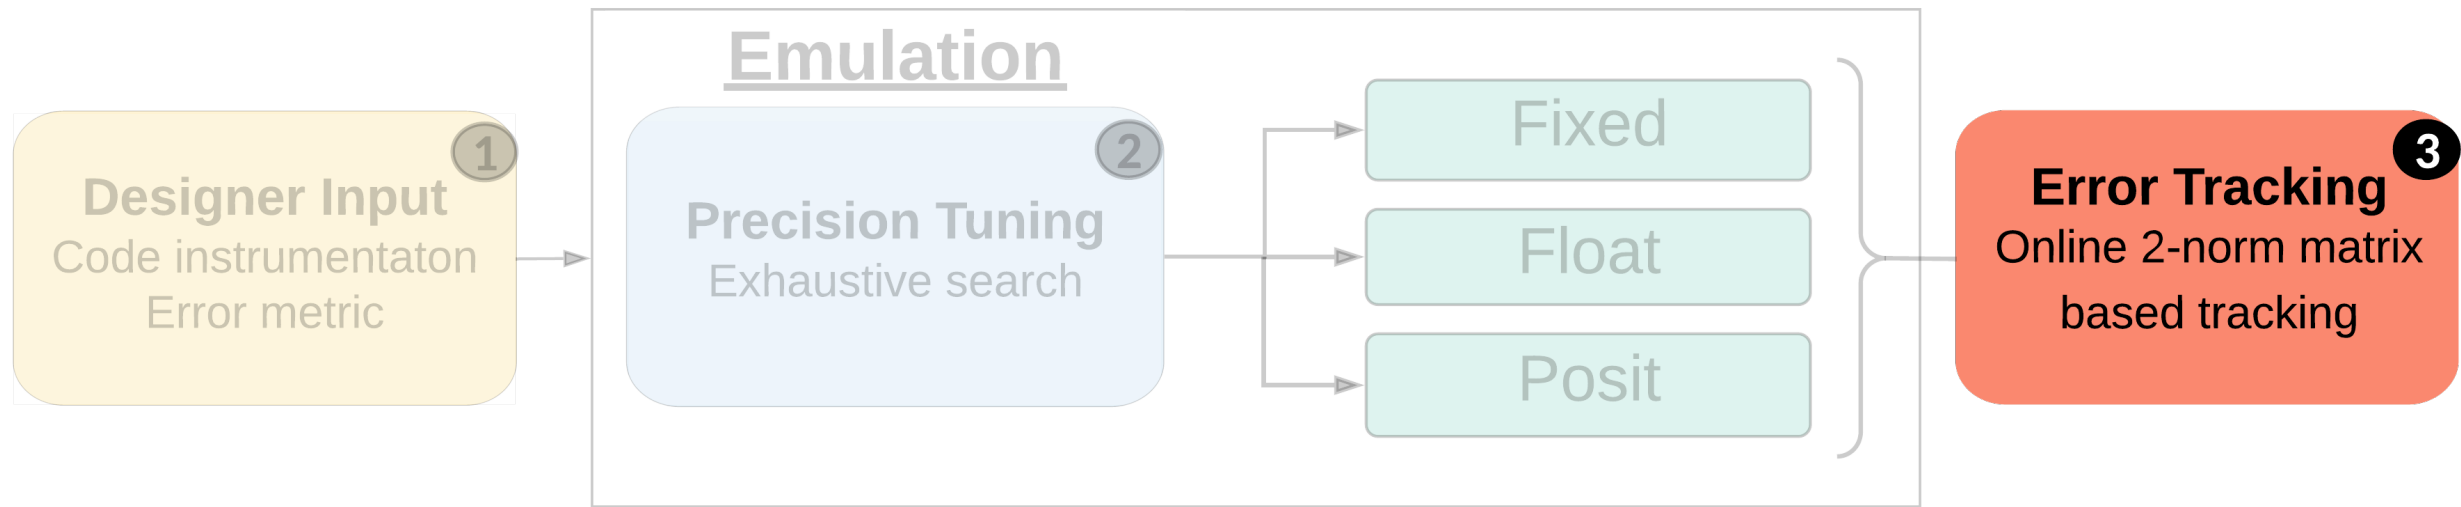 Emulation
1
Designer Input
Code instrumentaton
Error metric
2
Precision Tuning
Exhaustive search
Fixed
Float
Posit
3
Error Tracking
Online 2-norm matrix
based tracking